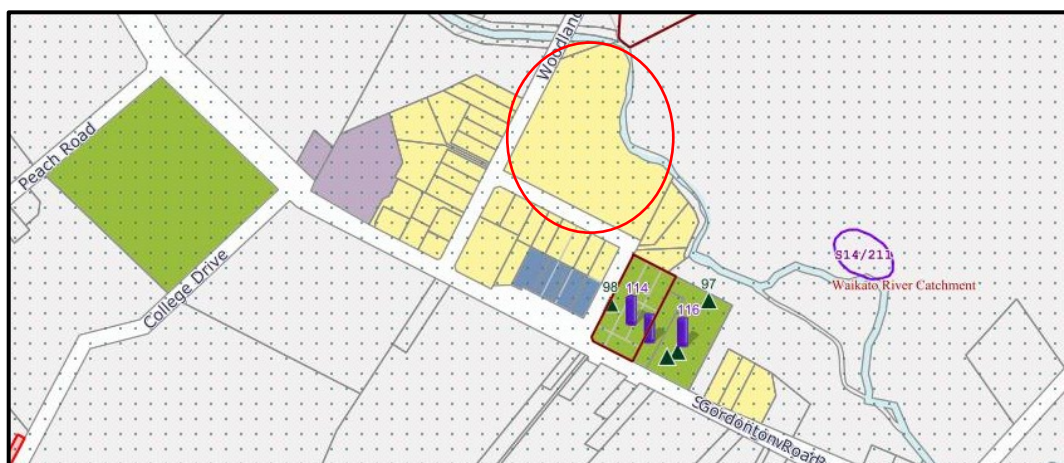 Woodland
Peach Road
College Drive
S14/211
Waikato River Catchment
98
114
97
116
Gordonton Road